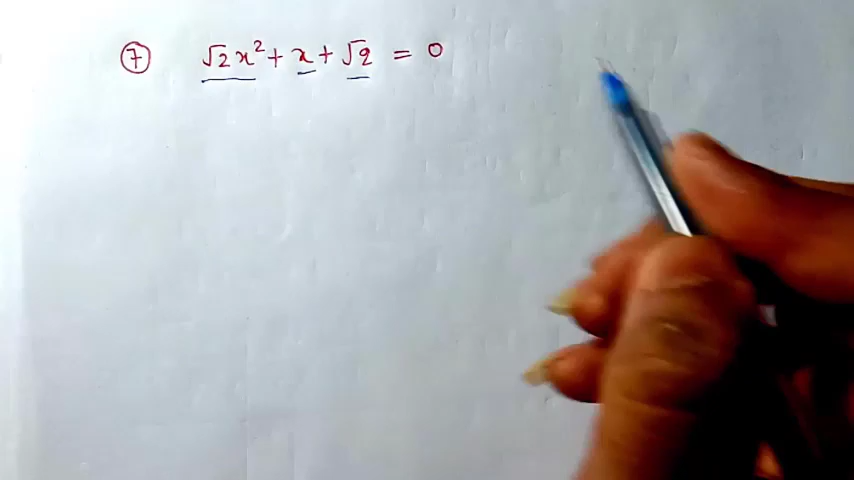 ⑦ √2x² + x + √2 = 0